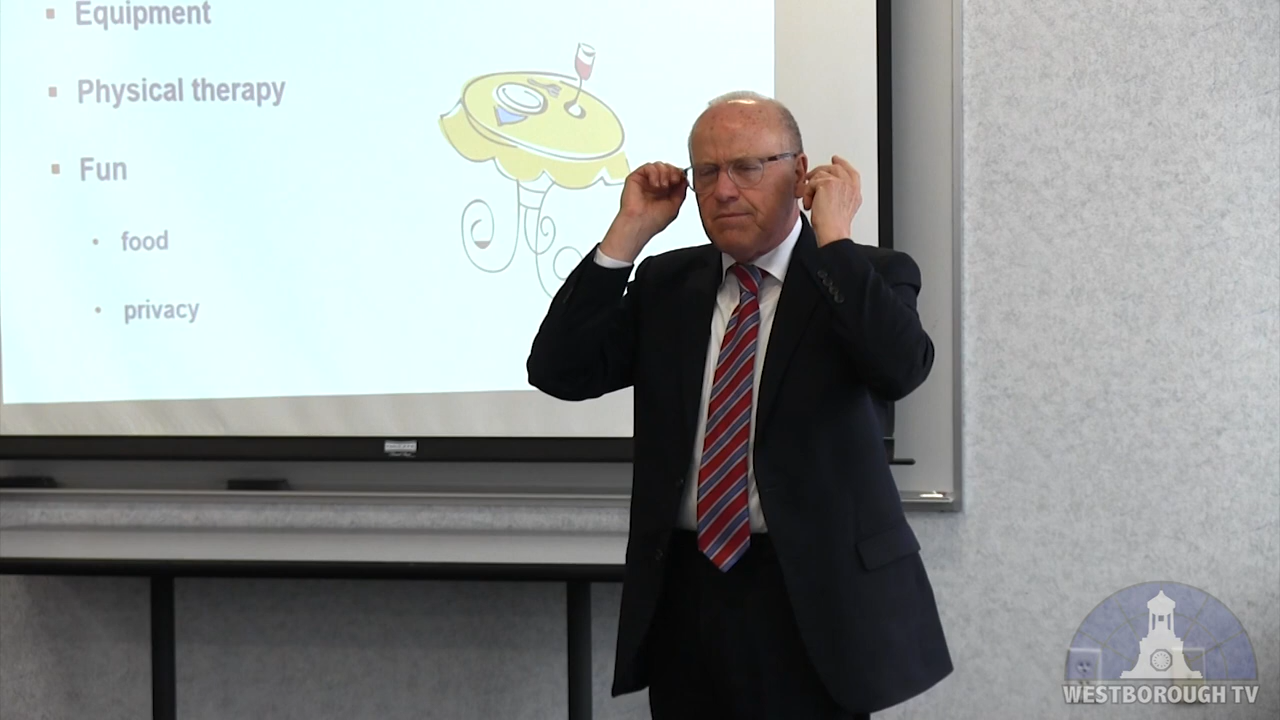 Equipment
Physical therapy
Fun
food
privacy
WESTBOROUGH TV